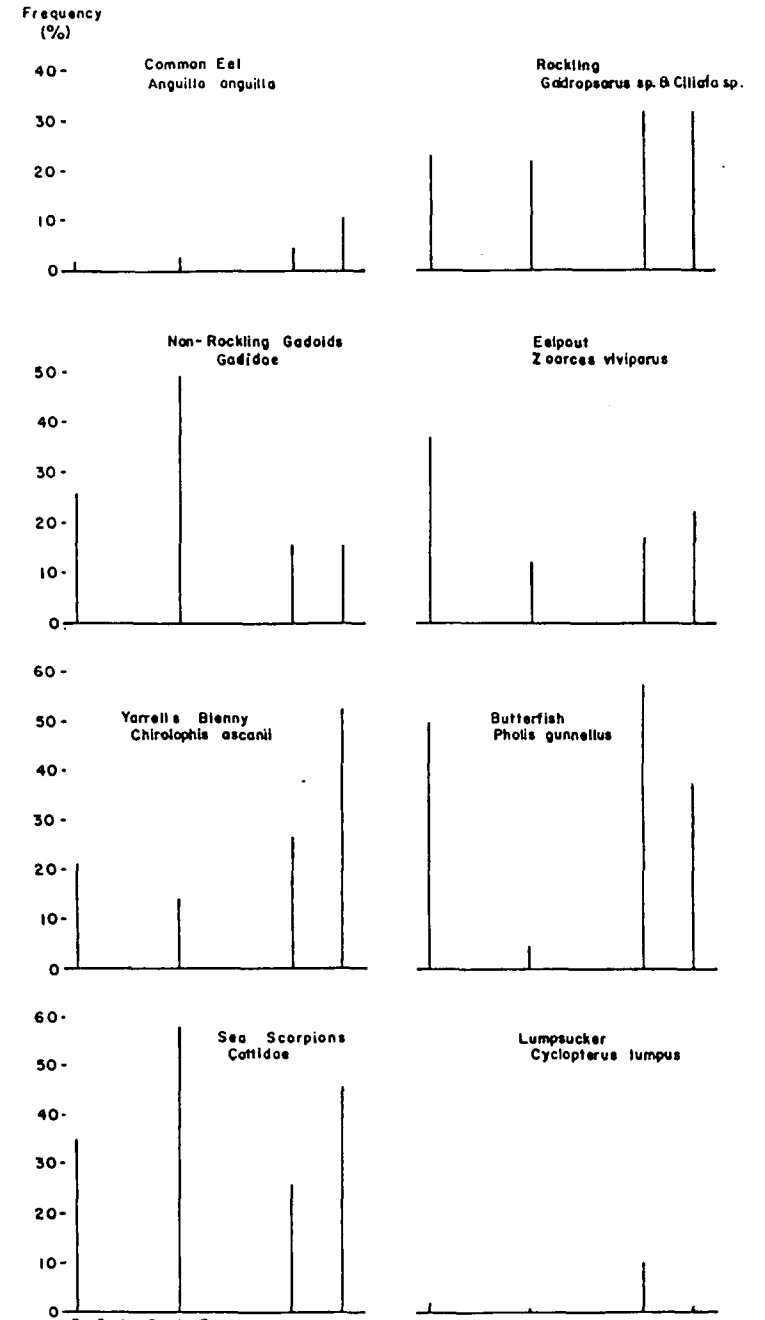 Frequency
(%)
Common Eel
Anguilla anguilla
Rockling
Gaidropsarus sp. & Ciliata sp.
40-
30-
20-
10-
0
Non-Rockling Gadoids
Gadidae
Eelpout
Zoarces viviparus
50-
40-
30-
20-
10-
0
60-
50-
40-
30-
20-
10-
0
Yarrell's Blenny
Chirolophis ascanii
Butterfish
Pholis gunnellus
60-
50-
40-
30-
20-
10-
0
Sea Scorpions
Cottidae
Lumpsucker
Cyclopterus lumpus